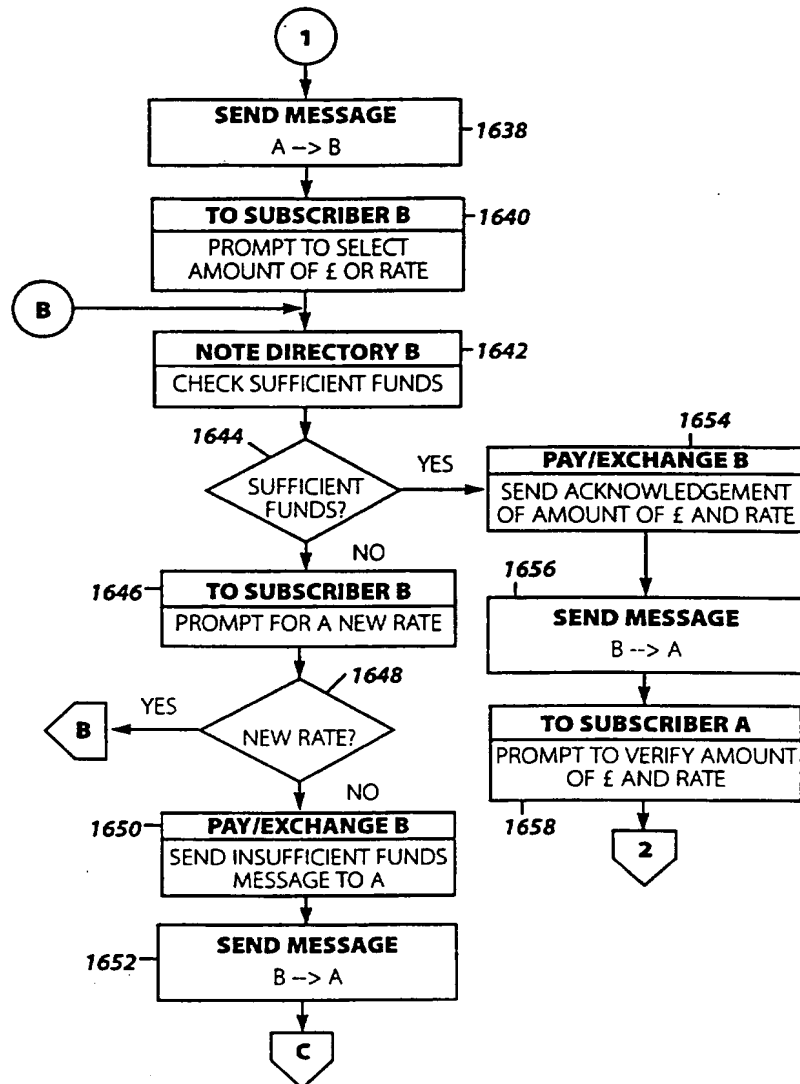 1
SEND MESSAGE
A --> B
1638
TO SUBSCRIBER B
1640
PROMPT TO SELECT
AMOUNT OF £ OR RATE
B
NOTE DIRECTORY B
1642
CHECK SUFFICIENT FUNDS
1644
SUFFICIENT
FUNDS?
YES
NO
1654
PAY/EXCHANGE B
SEND ACKNOWLEDGEMENT
OF AMOUNT OF £ AND RATE
1646
TO SUBSCRIBER B
PROMPT FOR A NEW RATE
1656
SEND MESSAGE
B --> A
1648
NEW RATE?
YES
B
NO
TO SUBSCRIBER A
PROMPT TO VERIFY AMOUNT
OF £ AND RATE
1658
2
1650
PAY/EXCHANGE B
SEND INSUFFICIENT FUNDS
MESSAGE TO A
1652
SEND MESSAGE
B --> A
C